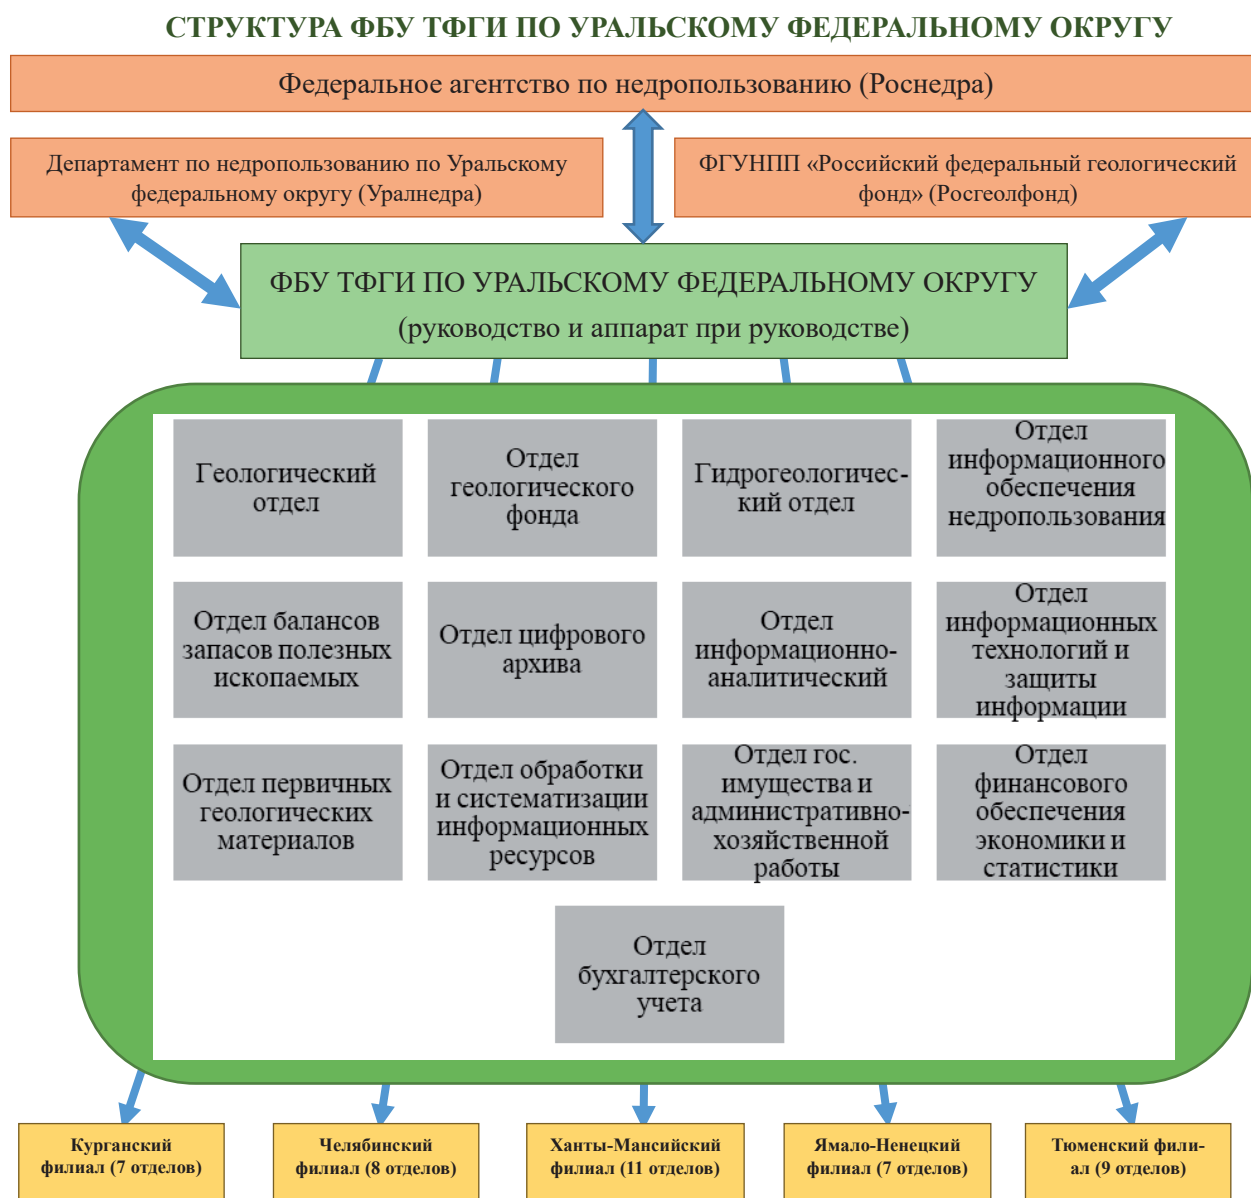 СТРУКТУРА ФБУ ТФГИ ПО УРАЛЬСКОМУ ФЕДЕРАЛЬНОМУ ОКРУГУ
Федеральное агентство по недропользованию (Роснедра)
Департамент по недропользованию по Уральскому
федеральному округу (Уралнедра)
ФГУНПП «Российский федеральный геологический
фонд» (Росгеолфонд)
ФБУ ТФГИ ПО УРАЛЬСКОМУ ФЕДЕРАЛЬНОМУ ОКРУГУ
(руководство и аппарат при руководстве)
Геологический
отдел
Отдел
геологического
фонда
Гидрогеологичес-
кий отдел
Отдел
информационного
обеспечения
недропользования
Отдел балансов
запасов полезных
ископаемых
Отдел цифрового
архива
Отдел
информационно-
аналитический
Отдел
информационных
технологий и
защиты
информации
Отдел первичных
геологических
материалов
Отдел обработки
и систематизации
информационных
ресурсов
Отдел гос.
имущества и
административно-
хозяйственной
работы
Отдел
финансового
обеспечения
экономики и
статистики
Отдел
бухгалтерского
учета
Курганский
филиал (7 отделов)
Челябинский
филиал (8 отделов)
Ханты-Мансийский
филиал (11 отделов)
Ямало-Ненецкий
филиал (7 отделов)
Тюменский фили-
ал (9 отделов)